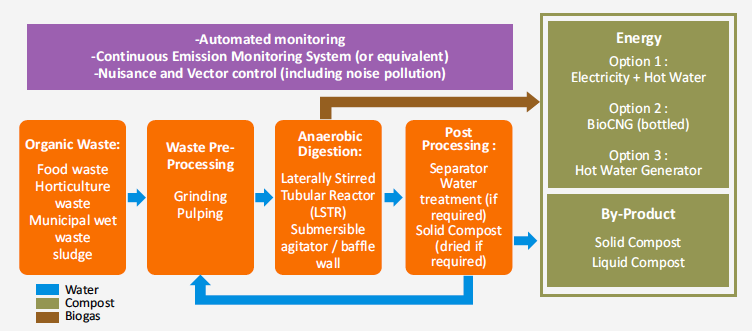 -Automated monitoring
-Continuous Emission Monitoring System (or equivalent)
-Nuisance and Vector control (including noise pollution)
Organic Waste:
Food waste
Horticulture
waste
Municipal wet
waste
sludge
Waste Pre-
Processing
Grinding
Pulping
Anaerobic
Digestion:
Laterally Stirred
Tubular Reactor
(LSTR)
Submersible
agitator / baffle
wall
Post
Processing :
Separator
Water
treatment (if
required)
Solid Compost
(dried if
required)
Energy
Option 1 :
Electricity + Hot Water
Option 2 :
BioCNG (bottled)
Option 3 :
Hot Water Generator
By-Product
Solid Compost
Liquid Compost
Water
Compost
Biogas